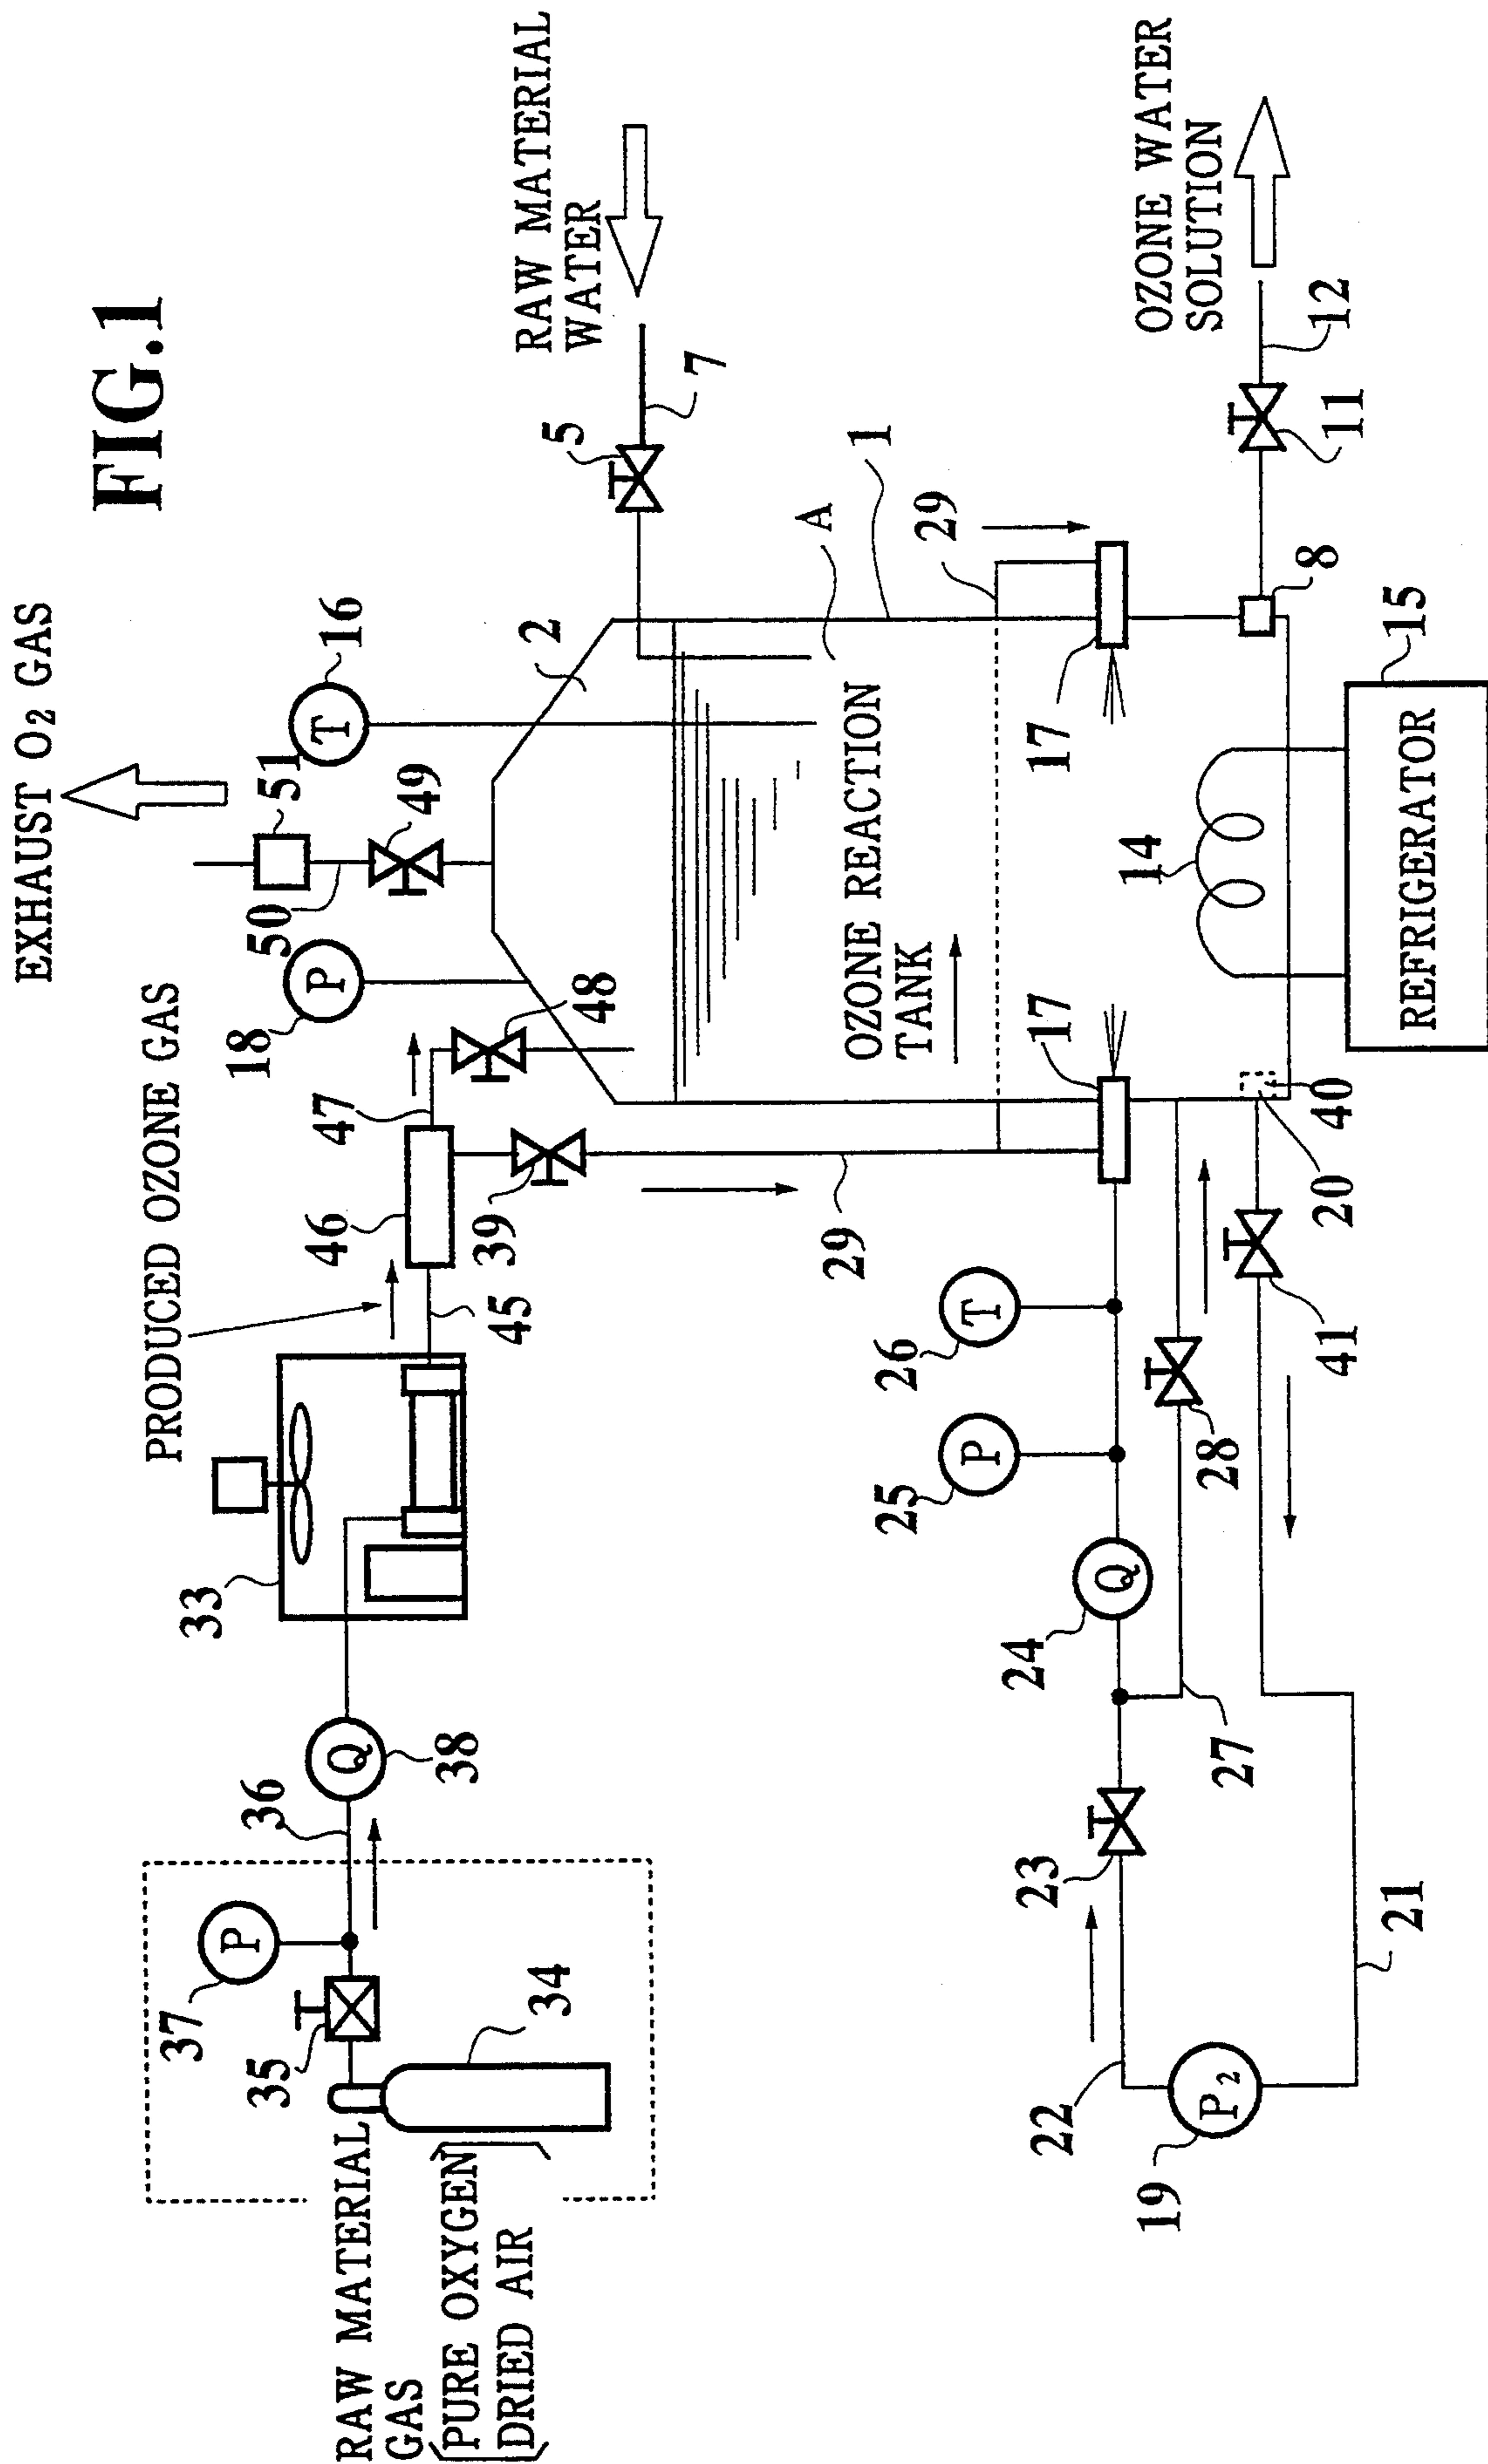 FIG.1
EXHAUST O2 GAS
RAW MATERIAL
WATER
OZONE WATER
SOLUTION
PRODUCED OZONE GAS
RAW MATERIAL
GAS
PURE OXYGEN
DRIED AIR
OZONE REACTION
TANK
REFRIGERATOR
37
P
35
34
36
Q
38
33
45
46
47
39
48
18
P
50
51
49
T
16
2
5
7
A
1
29
17
8
11
12
14
15
17
40
20
41
29
26
T
25
P
24
Q
28
27
23
22
19
P2
21